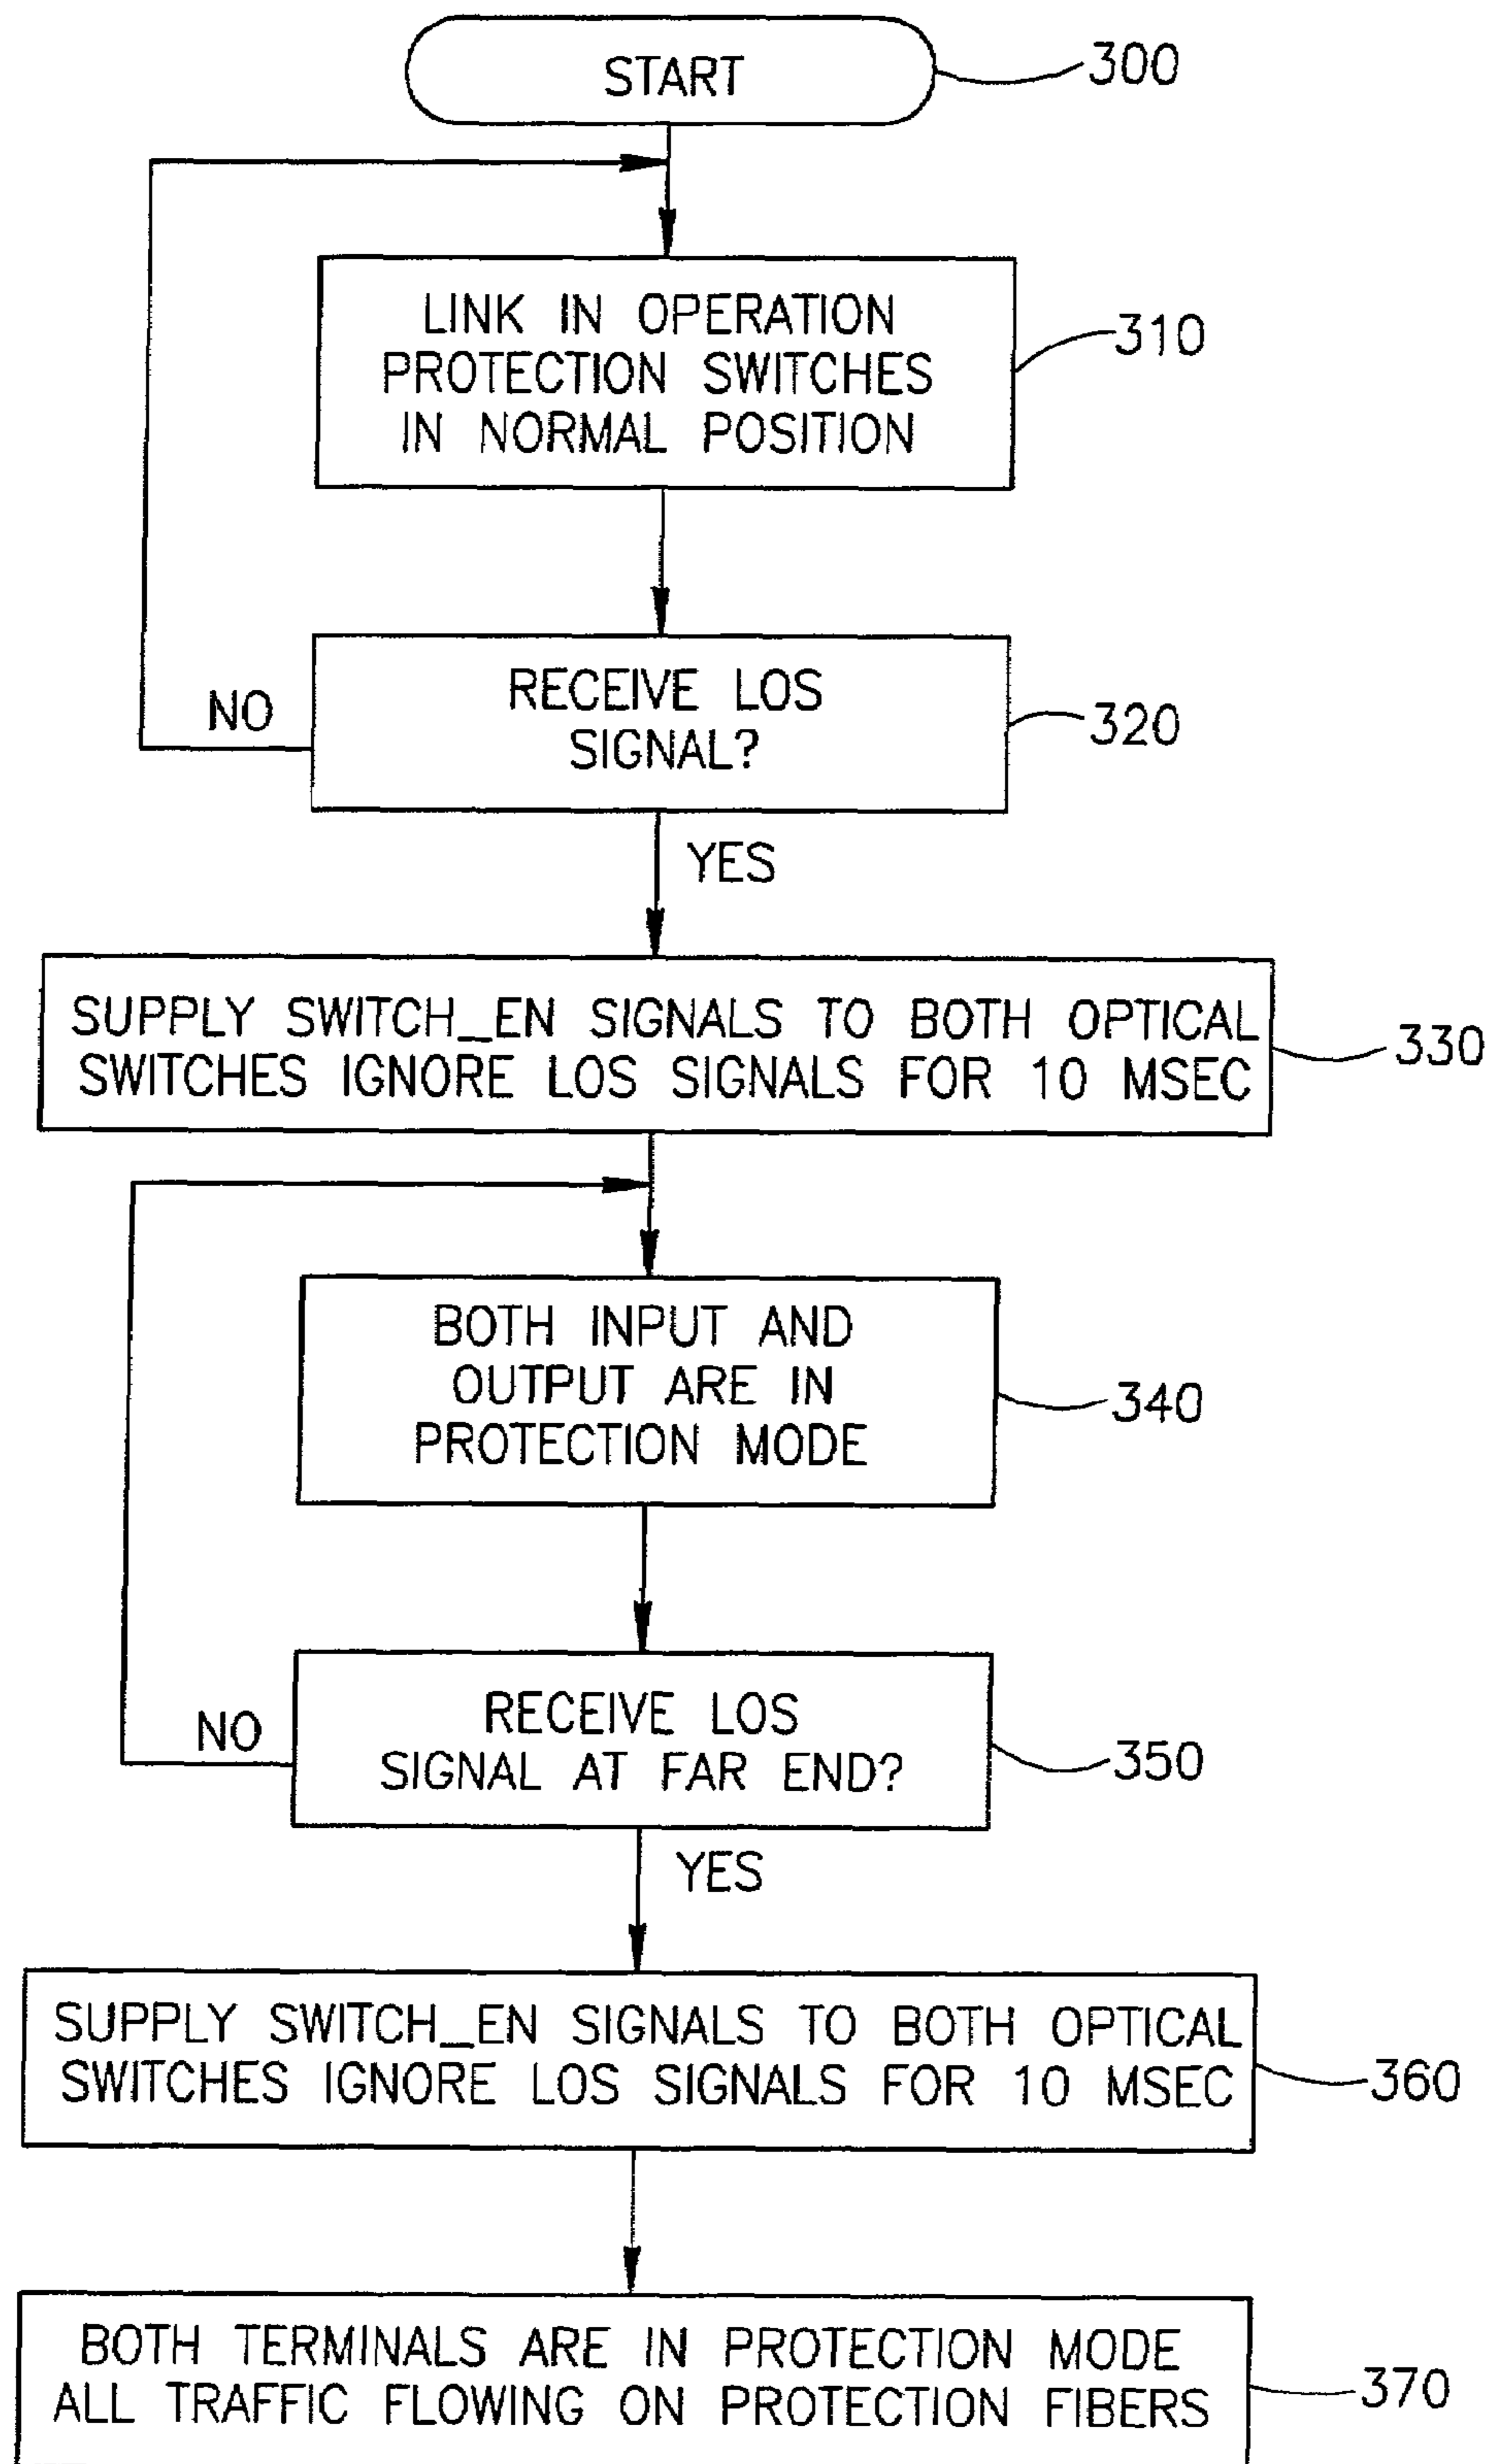 START
300
LINK IN OPERATION
PROTECTION SWITCHES
IN NORMAL POSITION
310
RECEIVE LOS
SIGNAL?
320
NO
YES
SUPPLY SWITCH_EN SIGNALS TO BOTH OPTICAL
SWITCHES IGNORE LOS SIGNALS FOR 10 MSEC
330
BOTH INPUT AND
OUTPUT ARE IN
PROTECTION MODE
340
RECEIVE LOS
SIGNAL AT FAR END?
350
NO
YES
SUPPLY SWITCH_EN SIGNALS TO BOTH OPTICAL
SWITCHES IGNORE LOS SIGNALS FOR 10 MSEC
360
BOTH TERMINALS ARE IN PROTECTION MODE
ALL TRAFFIC FLOWING ON PROTECTION FIBERS
370